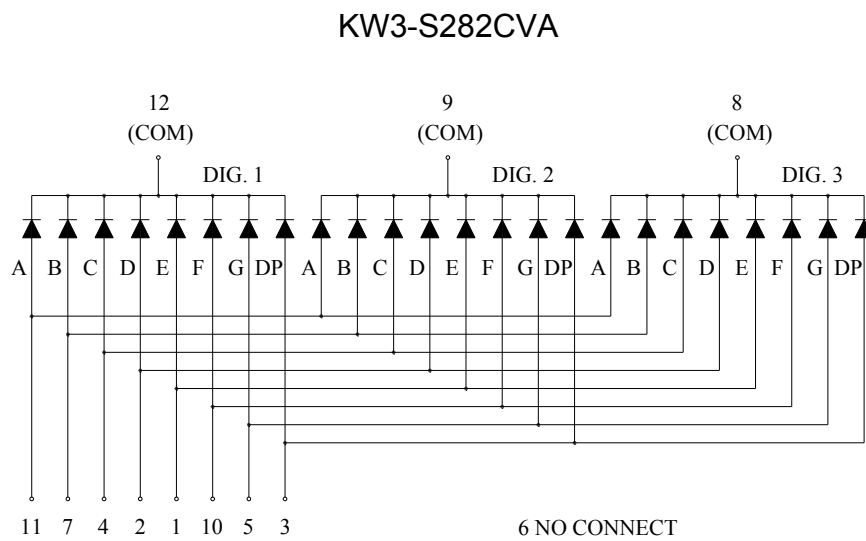 KW3-S282CVA
12 9 8
(COM) (COM) (COM)
DIG. 1 DIG. 2 DIG. 3
A B C D E F G DP A B C D E F G DP A B C D E F G DP
11 7 4 2 1 10 5 3 6 NO CONNECT